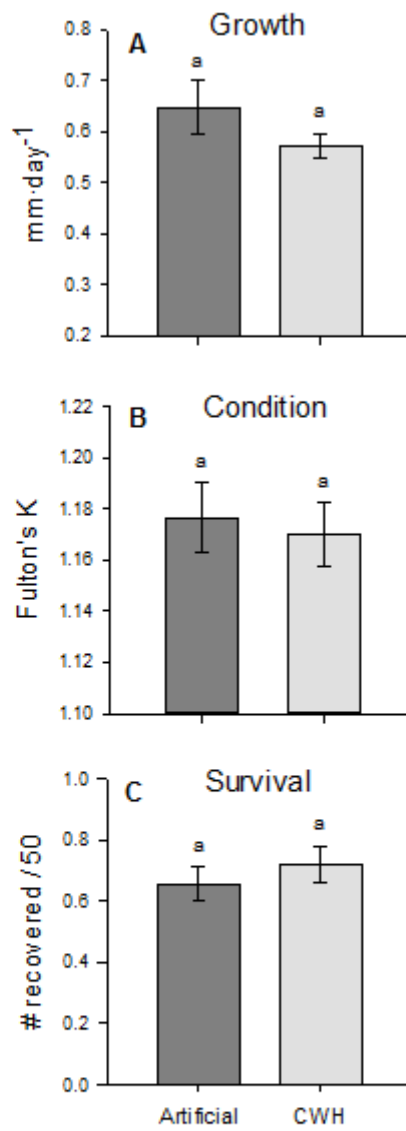 A Growth
0.8
0.7
0.6
0.5
0.4
0.3
0.2
mm·day-1
a
a
B Condition
1.22
1.20
1.18
1.16
1.14
1.12
1.10
Fulton's K
a
a
C Survival
1.0
0.8
0.6
0.4
0.2
0.0
# recovered / 50
a
a
Artificial CWH